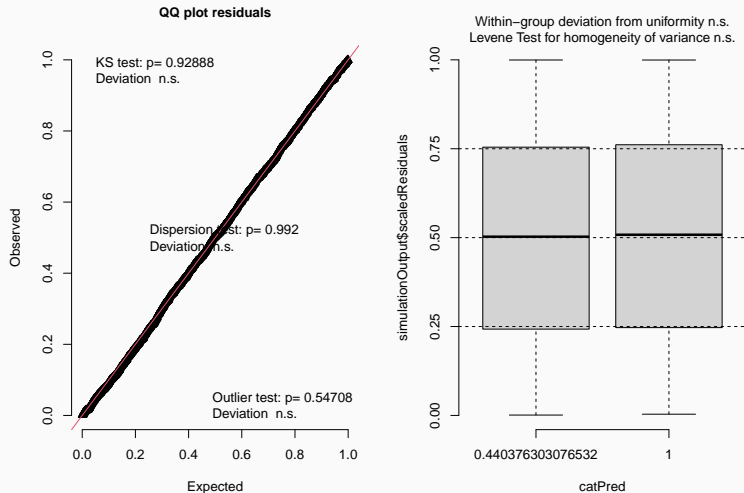 QQ plot residuals
KS test: p= 0.92888
Deviation n.s.
Dispersion test: p= 0.992
Deviation n.s.
Outlier test: p= 0.54708
Deviation n.s.
Observed
0.0
0.2
0.4
0.6
0.8
1.0
0.0
0.2
0.4
0.6
0.8
1.0
Expected
Within−group deviation from uniformity n.s.
Levene Test for homogeneity of variance n.s.
simulationOutput$scaledResiduals
0.00
0.25
0.50
0.75
1.00
0.440376303076532
1
catPred